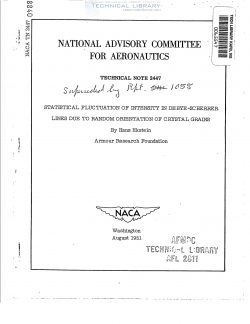 TECHNICAL LIBRARY
NACA TN 2447
NATIONAL ADVISORY COMMITTEE
FOR AERONAUTICS
TECHNICAL NOTE 2447
Superseded by Rpt. 1058
STATISTICAL FLUCTUATION OF INTENSITY IN DEBYE-SCHERRER
LINES DUE TO RANDOM ORIENTATION OF CRYSTAL GRAINS
By Hans Ekstein
Armour Research Foundation
NACA
Washington
August 1951
AFMDC
TECHNICAL LIBRARY
AFL 2811